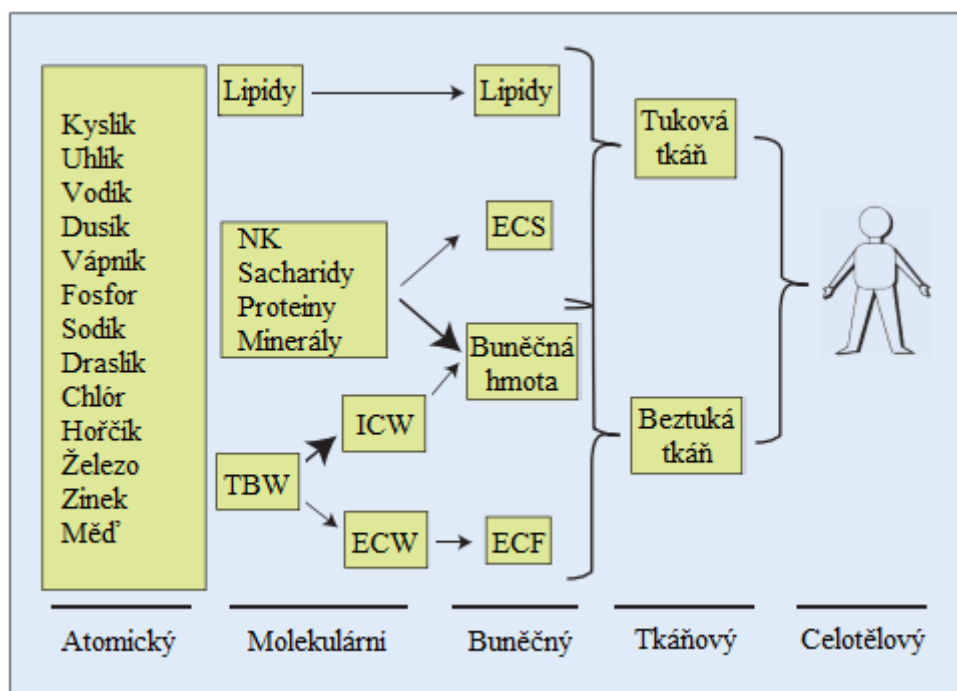 Kyslík
Uhlík
Vodík
Dusík
Vápník
Fosfor
Sodík
Draslík
Chlór
Hořčík
Železo
Zinek
Měď
Lipidy
NK
Sacharidy
Proteiny
Minerály
TBW
ICW
ECW
Lipidy
ECS
Buněčná
hmota
ECF
Tuková
tkáň
Beztuká
tkáň
Atomický
Molekulární
Buněčný
Tkáňový
Celotělový